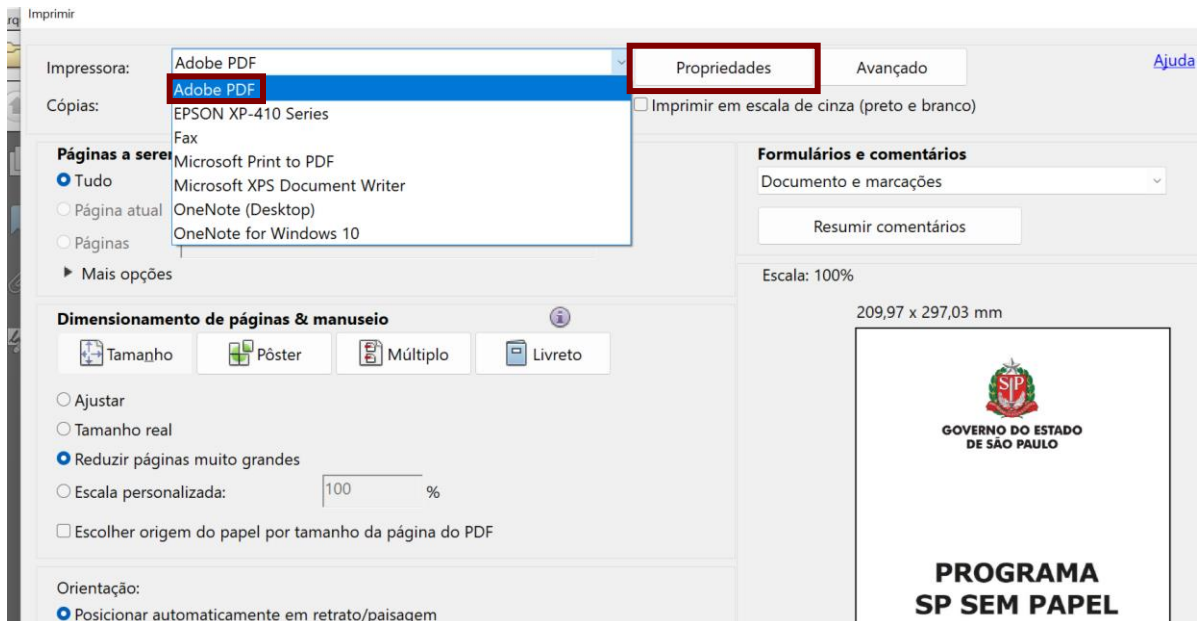 Imprimir
Impressora:
Adobe PDF
Propriedades
Avançado
Ajuda
Adobe PDF
Cópias:
EPSON XP-410 Series
Imprimir em escala de cinza (preto e branco)
Fax
Microsoft Print to PDF
Microsoft XPS Document Writer
OneNote (Desktop)
OneNote for Windows 10
Páginas a serem
Tudo
Página atual
Páginas
Mais opções
Formulários e comentários
Documento e marcações
Resumir comentários
Escala: 100%
209,97 x 297,03 mm
Dimensionamento de páginas & manuseio
Tamanho
Pôster
Múltiplo
Livreto
Ajustar
Tamanho real
Reduzir páginas muito grandes
Escala personalizada:
100
%
Escolher origem do papel por tamanho da página do PDF
Orientação:
Posicionar automaticamente em retrato/paisagem
SP
GOVERNO DO ESTADO
DE SÃO PAULO
PROGRAMA
SP SEM PAPEL